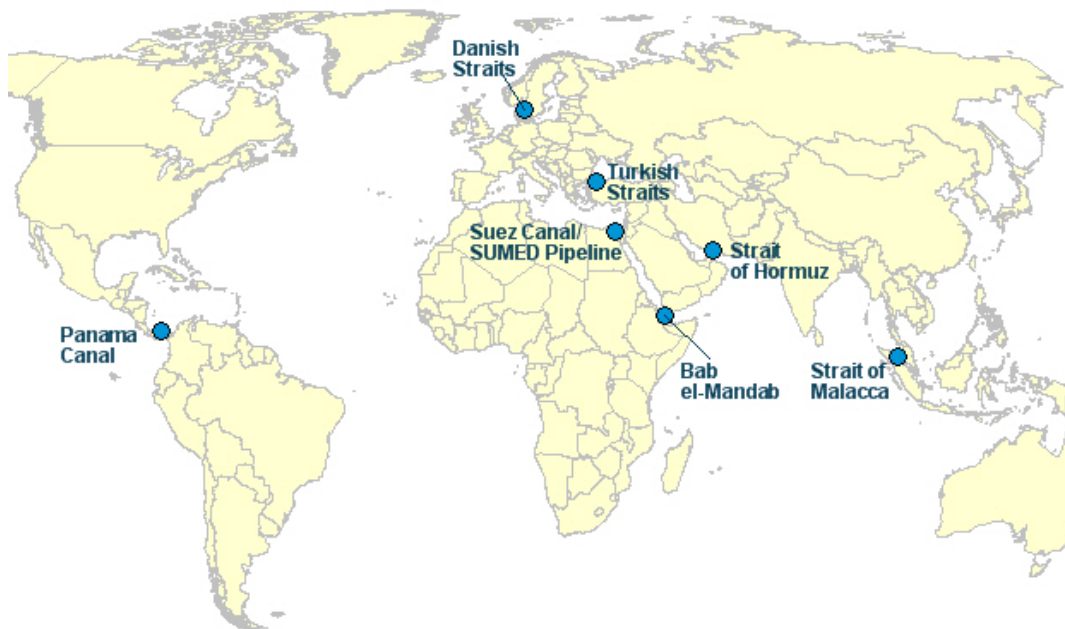 Danish
Straits
Turkish
Straits
Suez Canal/
SUMED Pipeline
Strait
of Hormuz
Panama
Canal
Bab
el-Mandab
Strait of
Malacca